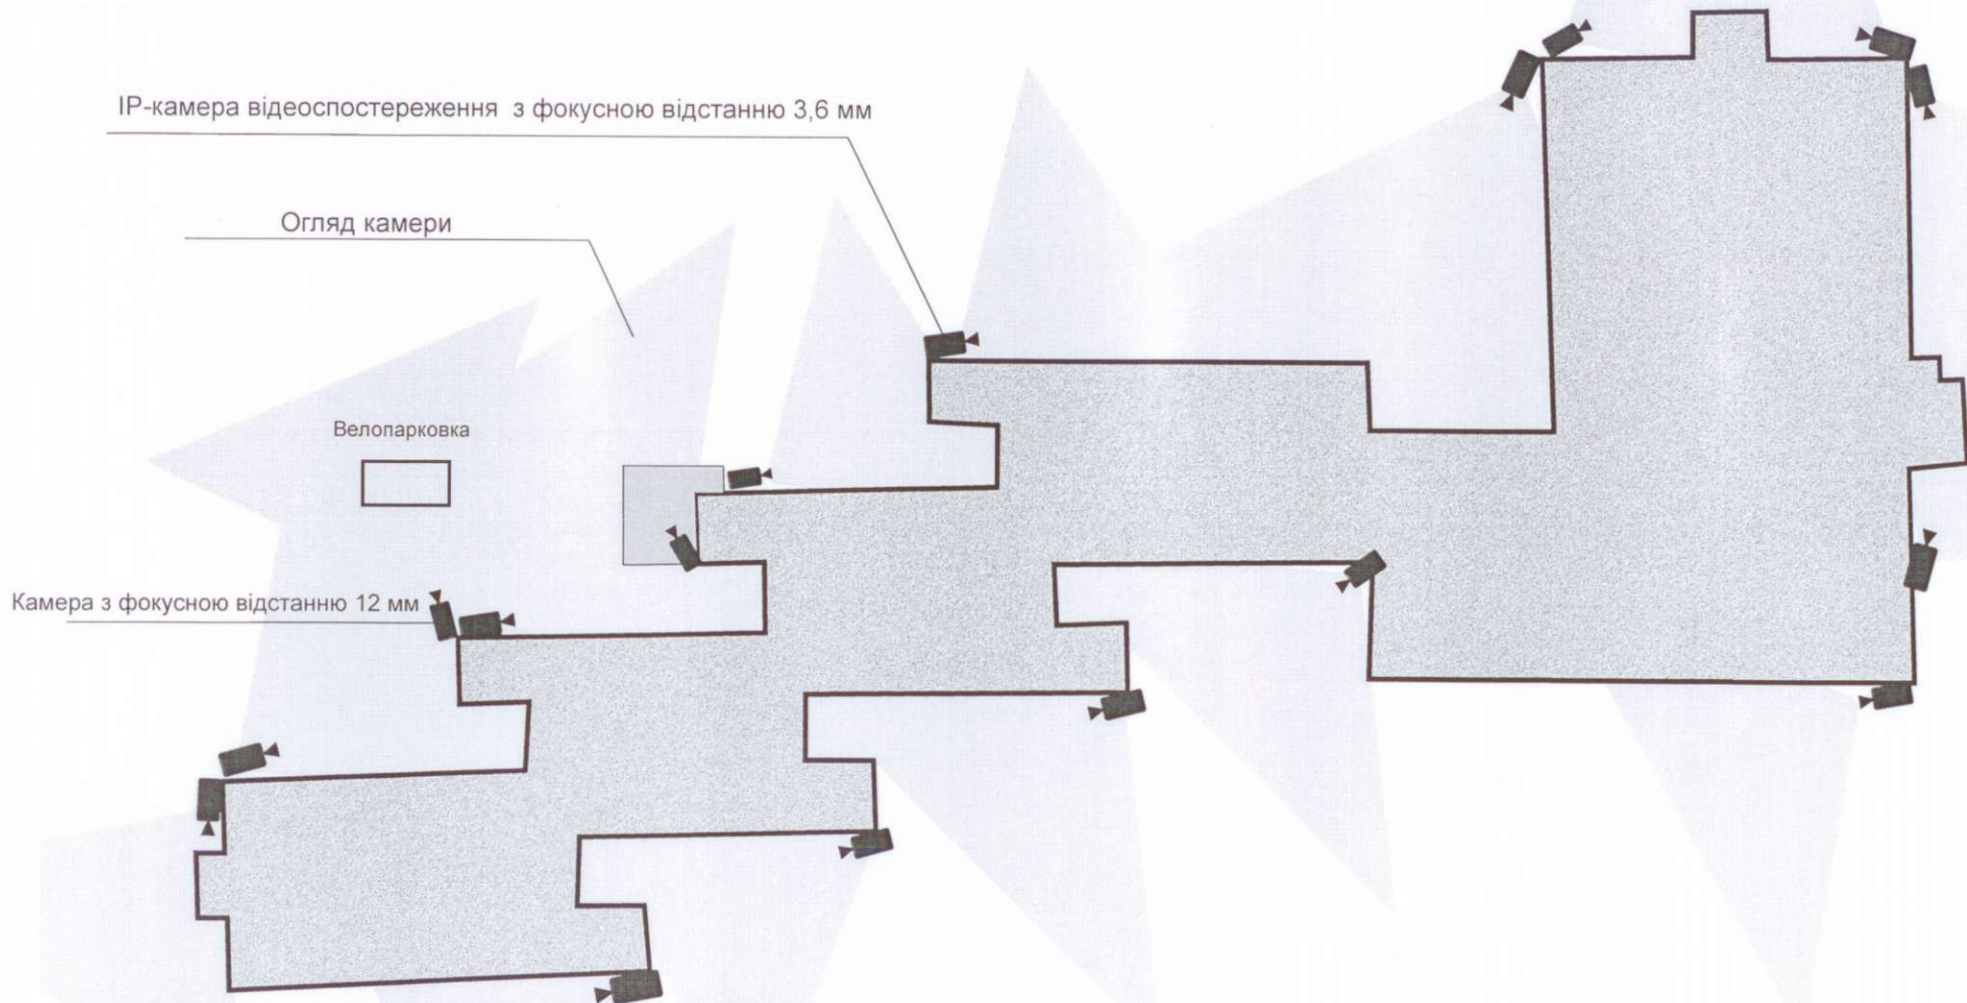 IP-камера відеоспостереження з фокусною відстанню 3,6 мм
Огляд камери
Велопарковка
Камера з фокусною відстанню 12 мм